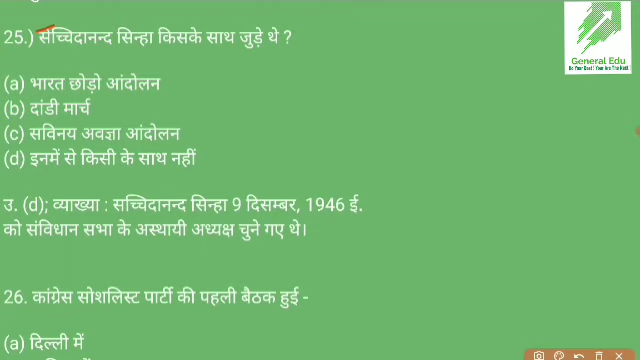 25.) सच्चिदानन्द सिन्हा किसके साथ जुड़े थे ?
General Edu
(a) भारत छोड़ो आंदोलन
(b) दांडी मार्च
(c) सविनय अवज्ञा आंदोलन
(d) इनमें से किसी के साथ नहीं
उ. (d); व्याख्या : सच्चिदानन्द सिन्हा 9 दिसम्बर, 1946 ई.
को संविधान सभा के अस्थायी अध्यक्ष चुने गए थे।
26. कांग्रेस सोशलिस्ट पार्टी की पहली बैठक हुई -
(a) दिल्ली में